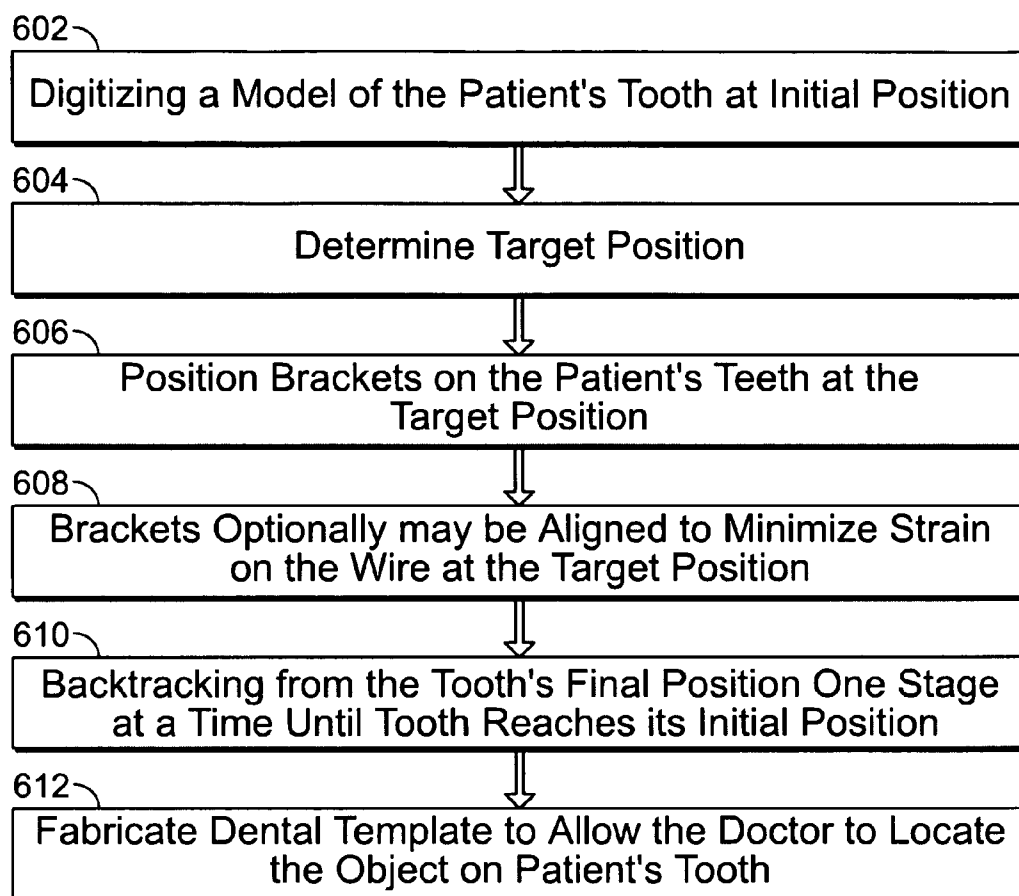 602
Digitizing a Model of the Patient's Tooth at Initial Position
604
Determine Target Position
606
Position Brackets on the Patient's Teeth at the
Target Position
608
Brackets Optionally may be Aligned to Minimize Strain
on the Wire at the Target Position
610
Backtracking from the Tooth's Final Position One Stage
at a Time Until Tooth Reaches its Initial Position
612
Fabricate Dental Template to Allow the Doctor to Locate
the Object on Patient's Tooth